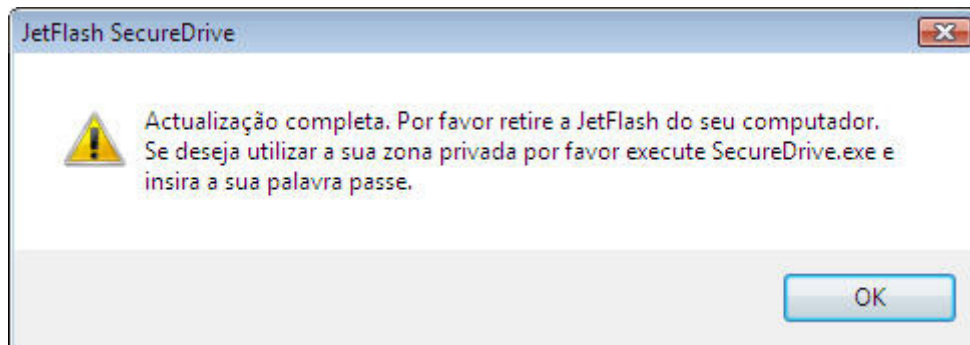 JetFlash SecureDrive
Actualização completa. Por favor retire a JetFlash do seu computador.
Se deseja utilizar a sua zona privada por favor execute SecureDrive.exe e
insira a sua palavra passe.
OK